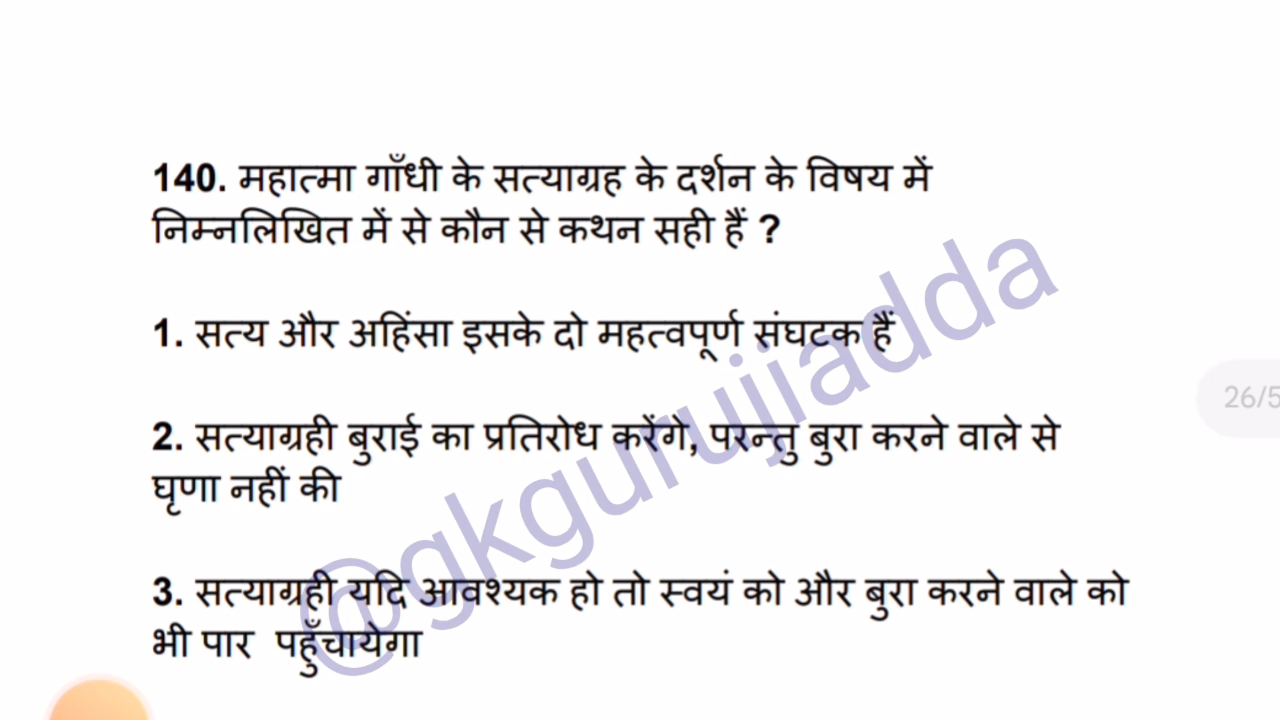 140. महात्मा गाँधी के सत्याग्रह के दर्शन के विषय में
निम्नलिखित में से कौन से कथन सही हैं ?
1. सत्य और अहिंसा इसके दो महत्वपूर्ण संघटक हैं
2. सत्याग्रही बुराई का प्रतिरोध करेंगे, परन्तु बुरा करने वाले से
घृणा नहीं की
3. सत्याग्रही यदि आवश्यक हो तो स्वयं को और बुरा करने वाले को
भी पार पहुँचायेगा
@gkgurujiadda
26/5